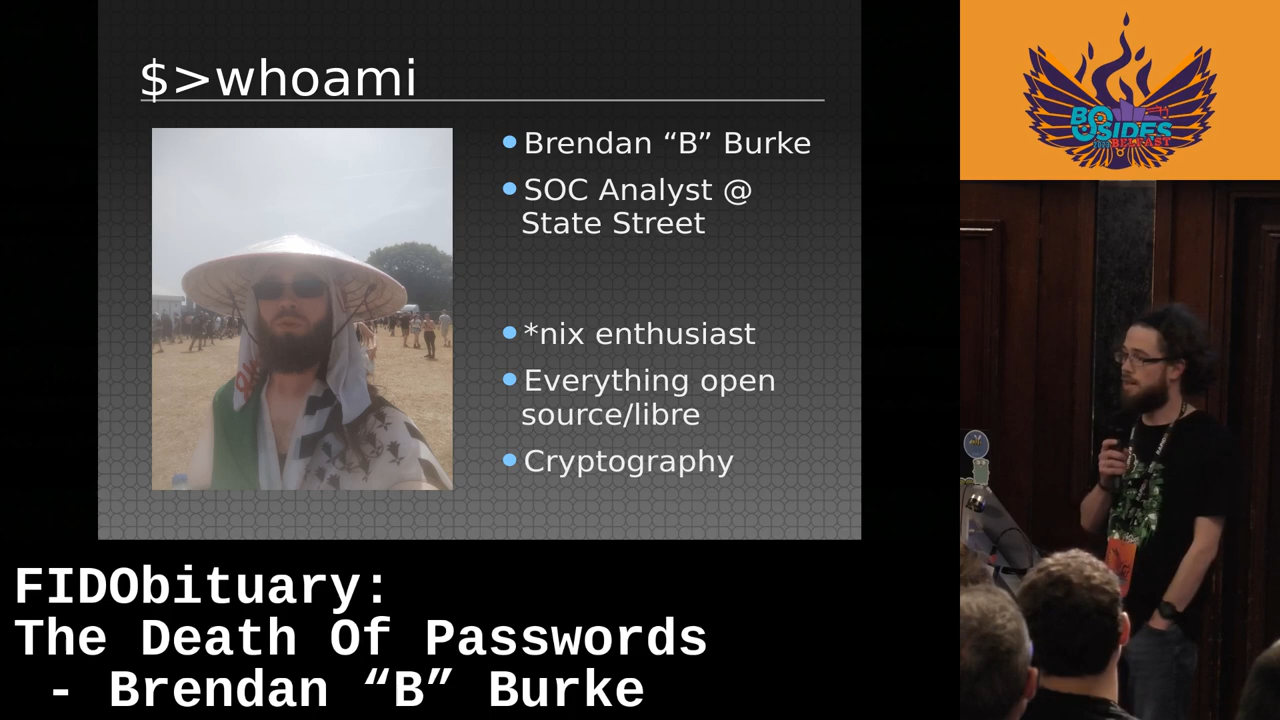 $>whoami
Brendan “B” Burke
SOC Analyst @
State Street
*nix enthusiast
Everything open
source/libre
Cryptography
FIDObituary:
The Death Of Passwords
- Brendan “B” Burke
BSIDES
BELFAST